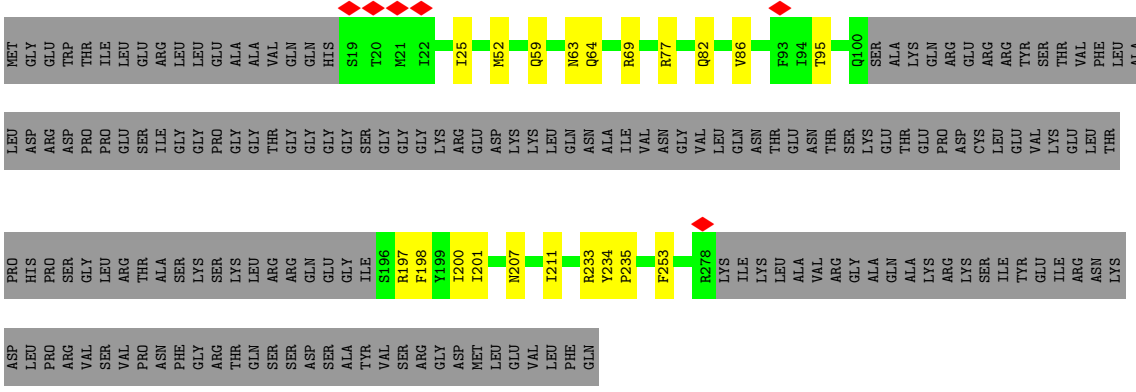 MET GLY GLU TRP THR ILE LEU GLU ARG LEU LEU GLU ALA ALA VAL GLN GLN HIS S19 T20 M21 I22 I25 M52 Q59 N63 Q64 R69 R77 Q82 V86 F93 I94 T95 Q100 SER ALA LYS GLN ARG GLU ARG ARG TYR SER THR VAL PHE LEU ALA
LEU ASP ARG ASP PRO PRO GLU SER ILE GLY GLY PRO GLY GLY THR GLY GLY GLY GLY SER GLY GLY GLY LYS ARG GLU ASP LYS LYS LEU GLN ASN ALA ILE VAL ASN GLY VAL LEU GLN ASN THR GLU ASN THR SER LYS GLU THR GLU PRO ASP CYS LEU GLU VAL LYS GLU LEU THR
PRO HIS PRO SER GLY LEU ARG THR ALA SER LYS SER LYS LEU ARG ARG GLN GLU GLY ILE S196 R197 F198 Y199 I200 I201 N207 I211 R233 Y234 P235 F253 R278 LYS ILE LYS LEU ALA VAL ARG GLY ALA GLN ALA LYS ARG LYS SER ILE TYR GLU ILE ARG ASN LYS
ASP LEU PRO ARG VAL SER VAL PRO ASN PHE GLY ARG THR GLN SER SER ASP SER ALA TYR VAL SER ARG GLY ASP MET LEU GLU VAL LEU PHE GLN